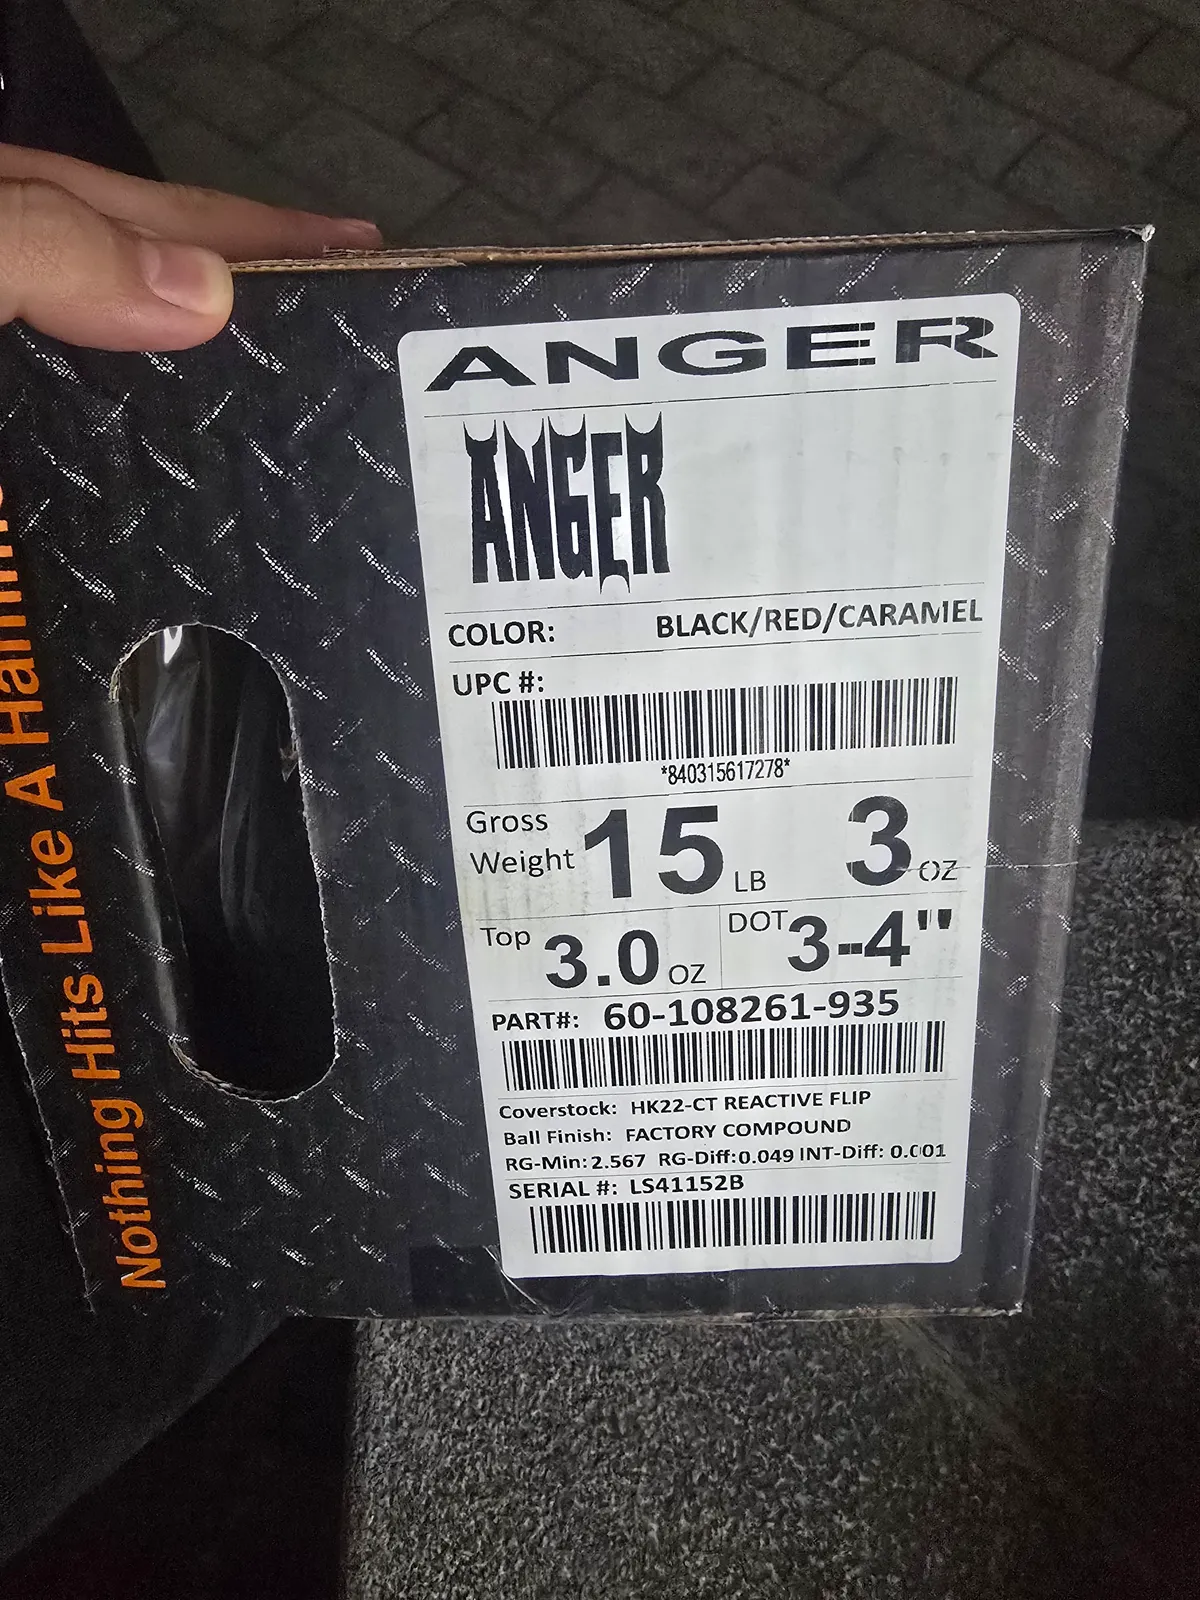 ANGER
ANGER
COLOR: BLACK/RED/CARAMEL
UPC #:
*840315617278*
Gross Weight 15 LB 3 OZ
Top 3.0 OZ DOT 3-4"
PART#: 60-108261-935
Coverstock: HK22-CT REACTIVE FLIP
Ball Finish: FACTORY COMPOUND
RG-Min: 2.567 RG-Diff: 0.049 INT-Diff: 0.001
SERIAL #: LS41152B
Nothing Hits Like A